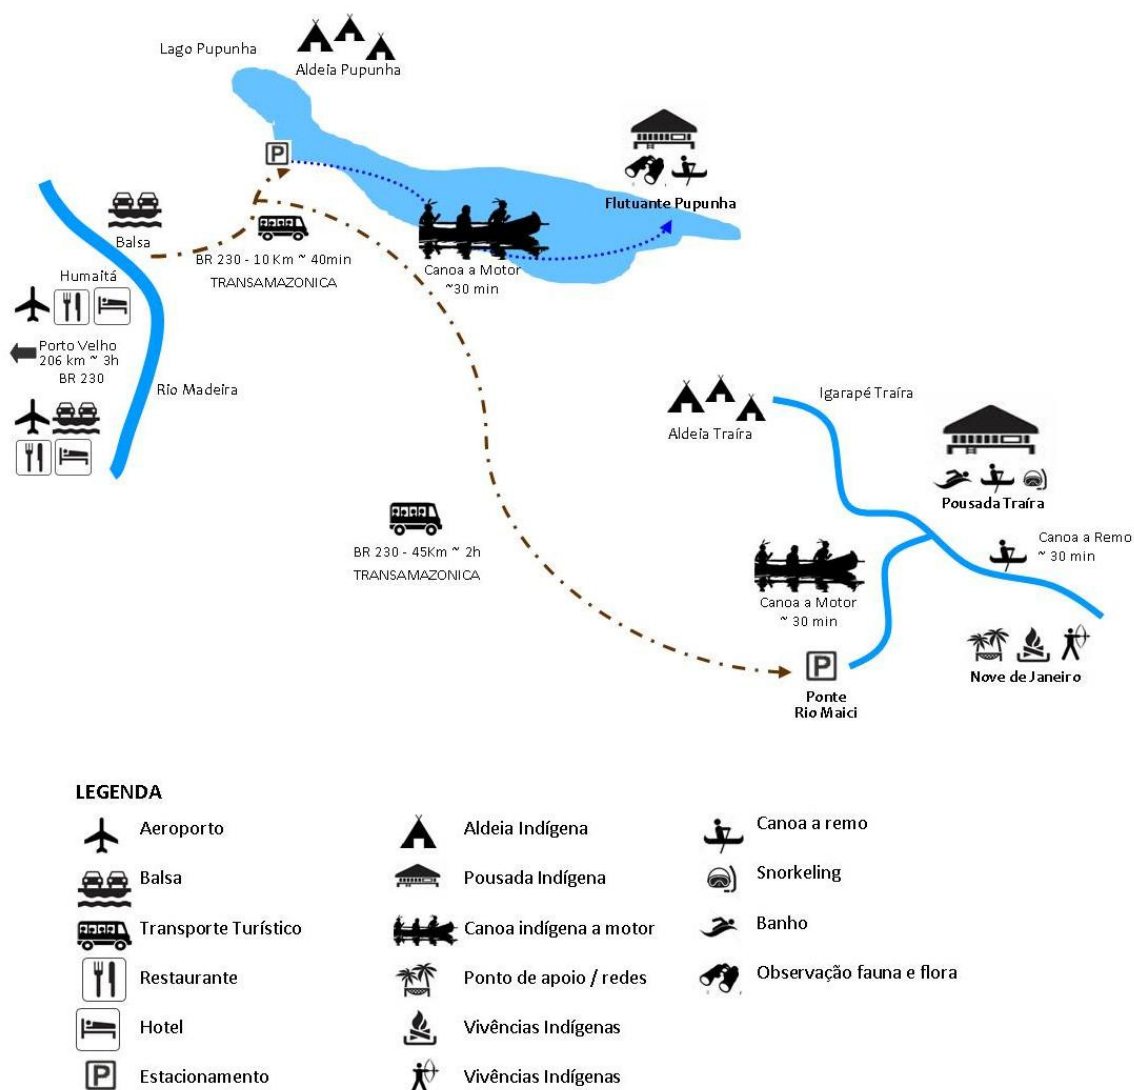 Lago Pupunha
Aldeia Pupunha
P
Flutuante Pupunha
Balsa
BR 230 - 10 Km ~ 40min
TRANSAMAZONICA
Canoa a Motor
~30 min
Humaitá
Porto Velho
206 km ~ 3h
BR 230
Rio Madeira
Aldeia Traíra
Igarapé Traíra
Pousada Traíra
BR 230 - 45Km ~ 2h
TRANSAMAZONICA
Canoa a Remo
~ 30 min
Canoa a Motor
~ 30 min
P
Ponte
Rio Maici
Nove de Janeiro
LEGENDA
Aeroporto
Balsa
Transporte Turístico
Restaurante
Hotel
P
Estacionamento
Aldeia Indígena
Pousada Indígena
Canoa indígena a motor
Ponto de apoio / redes
Vivências Indígenas
Vivências Indígenas
Canoa a remo
Snorkeling
Banho
Observação fauna e flora